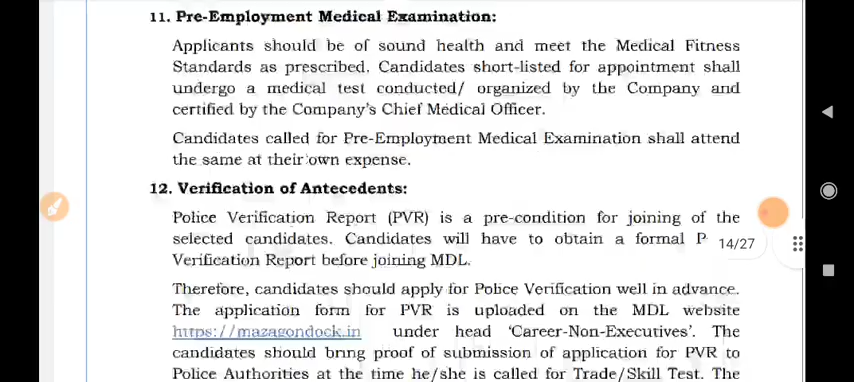 11. Pre-Employment Medical Examination:
Applicants should be of sound health and meet the Medical Fitness
Standards as prescribed. Candidates short-listed for appointment shall
undergo a medical test conducted/ organized by the Company and
certified by the Company's Chief Medical Officer.
Candidates called for Pre-Employment Medical Examination shall attend
the same at their own expense.
12. Verification of Antecedents:
Police Verification Report (PVR) is a pre-condition for joining of the
selected candidates. Candidates will have to obtain a formal P
14/27
Verification Report before joining MDL.
Therefore, candidates should apply for Police Verification well in advance.
The application form for PVR is uploaded on the MDL website
https://mazagondock.in under head 'Career-Non-Executives'. The
candidates should bring proof of submission of application for PVR to
Police Authorities at the time he/she is called for Trade/Skill Test. The